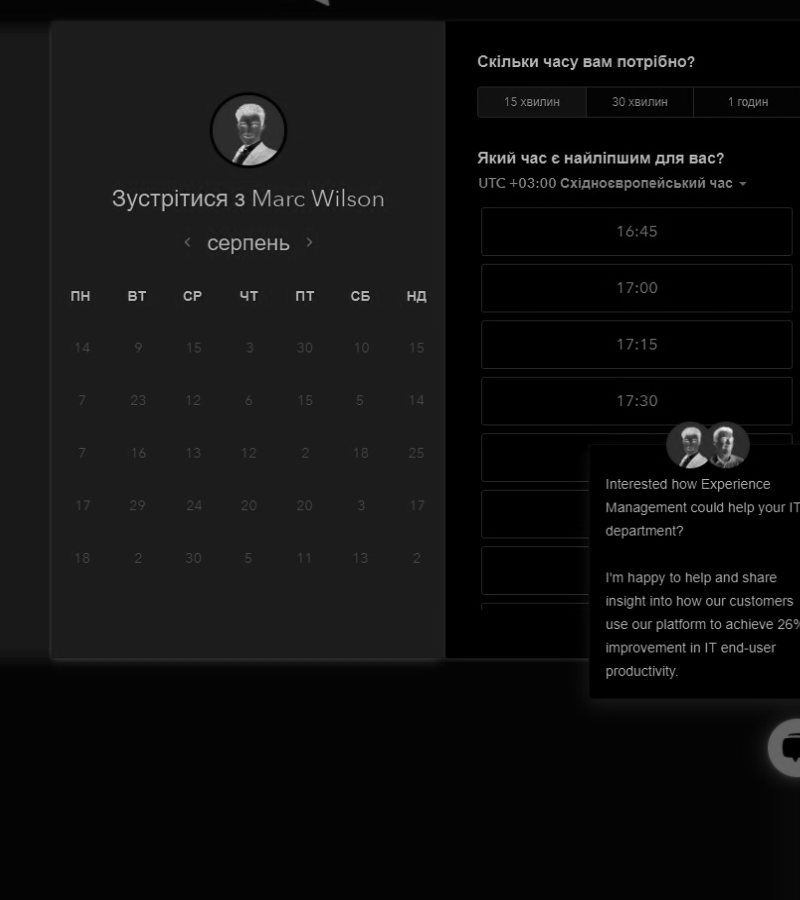 Зустрітися з Marc Wilson
серпень
ПН ВТ СР ЧТ ПТ СБ НД
14 9 15 3 30 10 15
7 23 12 6 15 5 14
7 16 13 12 2 18 25
17 29 24 20 20 3 17
18 2 30 5 11 13 2
Скільки часу вам потрібно?
15 хвилин 30 хвилин 1 годин
Який час є найліпшим для вас?
UTC +03:00 Східноєвропейський час
16:45
17:00
17:15
17:30
Interested how Experience
Management could help your IT
department?
I'm happy to help and share
insight into how our customers
use our platform to achieve 26%
improvement in IT end-user
productivity.